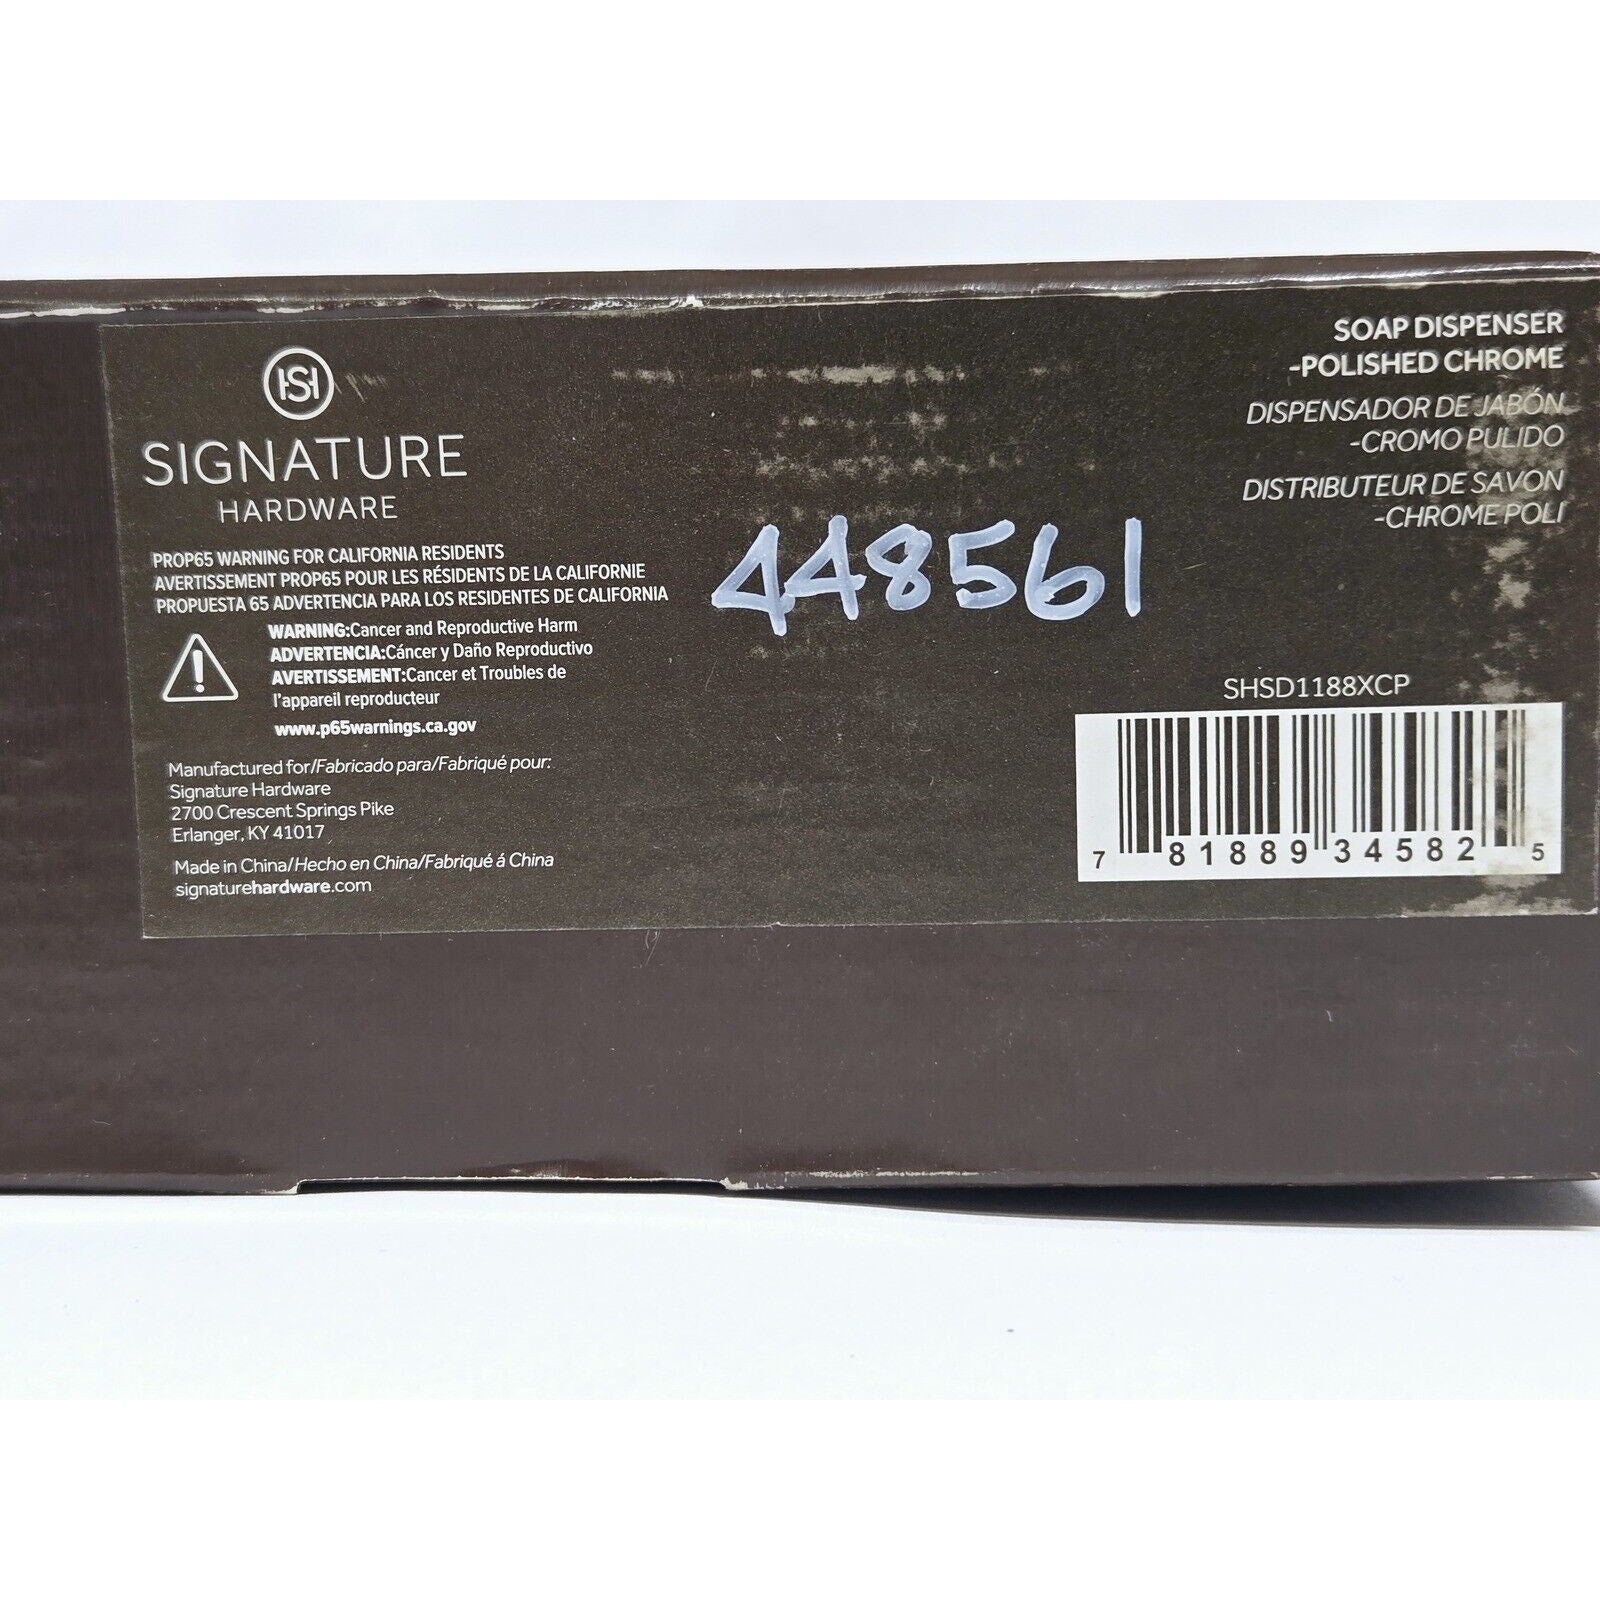 HS
SIGNATURE
HARDWARE
PROP65 WARNING FOR CALIFORNIA RESIDENTS
AVERTISSEMENT PROP65 POUR LES RÉSIDENTS DE LA CALIFORNIE
PROPUESTA 65 ADVERTENCIA PARA LOS RESIDENTES DE CALIFORNIA
WARNING:Cancer and Reproductive Harm
ADVERTENCIA:Cáncer y Daño Reproductivo
AVERTISSEMENT:Cancer et Troubles de
l'appareil reproducteur
www.p65warnings.ca.gov
Manufactured for/Fabricado para/Fabriqué pour:
Signature Hardware
2700 Crescent Springs Pike
Erlanger, KY 41017
Made in China/Hecho en China/Fabriqué á China
signaturehardware.com
448561
SOAP DISPENSER
-POLISHED CHROME
DISPENSADOR DE JABÓN
-CROMO PULIDO
DISTRIBUTEUR DE SAVON
-CHROME POLI
SHSD1188XCP
7 81889 34582 5